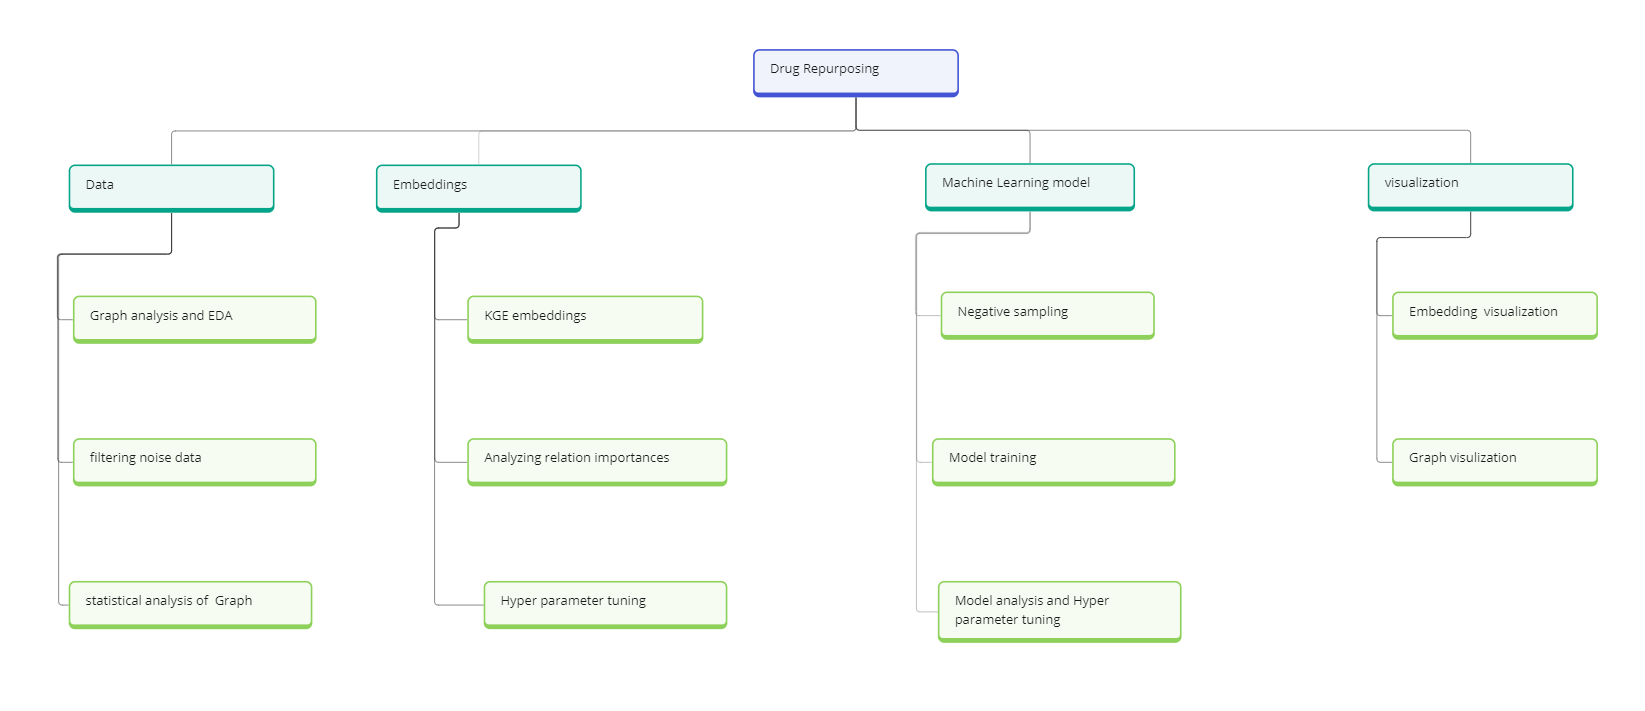 Drug Repurposing
Data
Embeddings
Machine Learning model
visualization
Graph analysis and EDA
KGE embeddings
Negative sampling
Embedding  visualization
filtering noise data
Analyzing relation importances
Model training
Graph visulization
statistical analysis of  Graph
Hyper parameter tuning
Model analysis and Hyper
parameter tuning